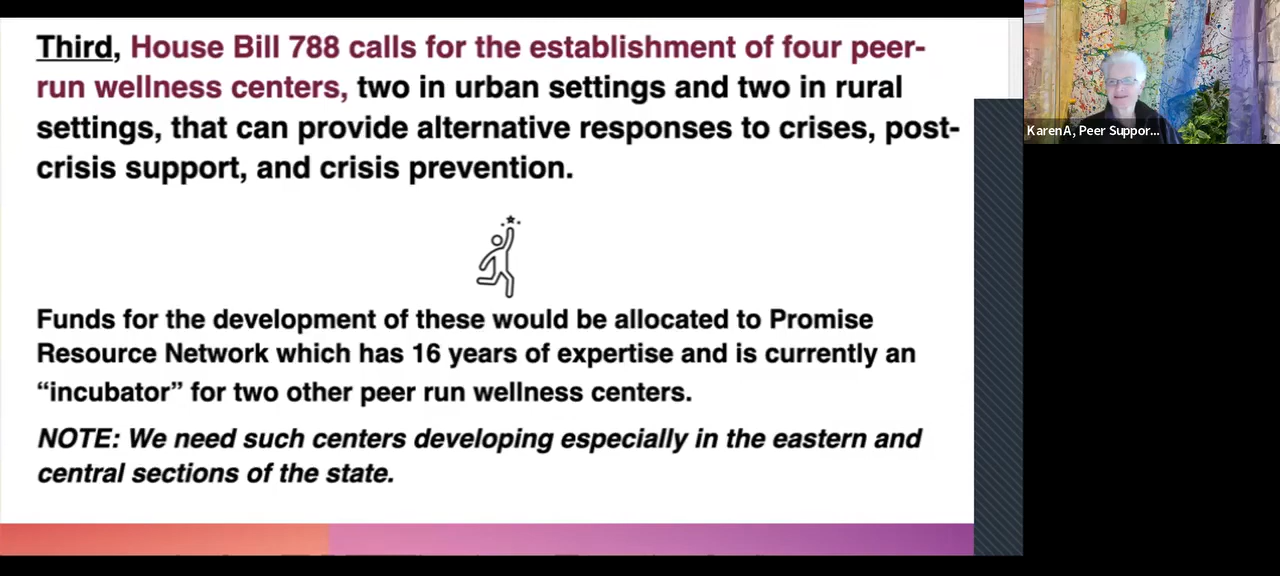 Third, House Bill 788 calls for the establishment of four peer-
run wellness centers, two in urban settings and two in rural
settings, that can provide alternative responses to crises, post-
crisis support, and crisis prevention.
Funds for the development of these would be allocated to Promise
Resource Network which has 16 years of expertise and is currently an
“incubator” for two other peer run wellness centers.
NOTE: We need such centers developing especially in the eastern and
central sections of the state.
KarenA, Peer Suppor...